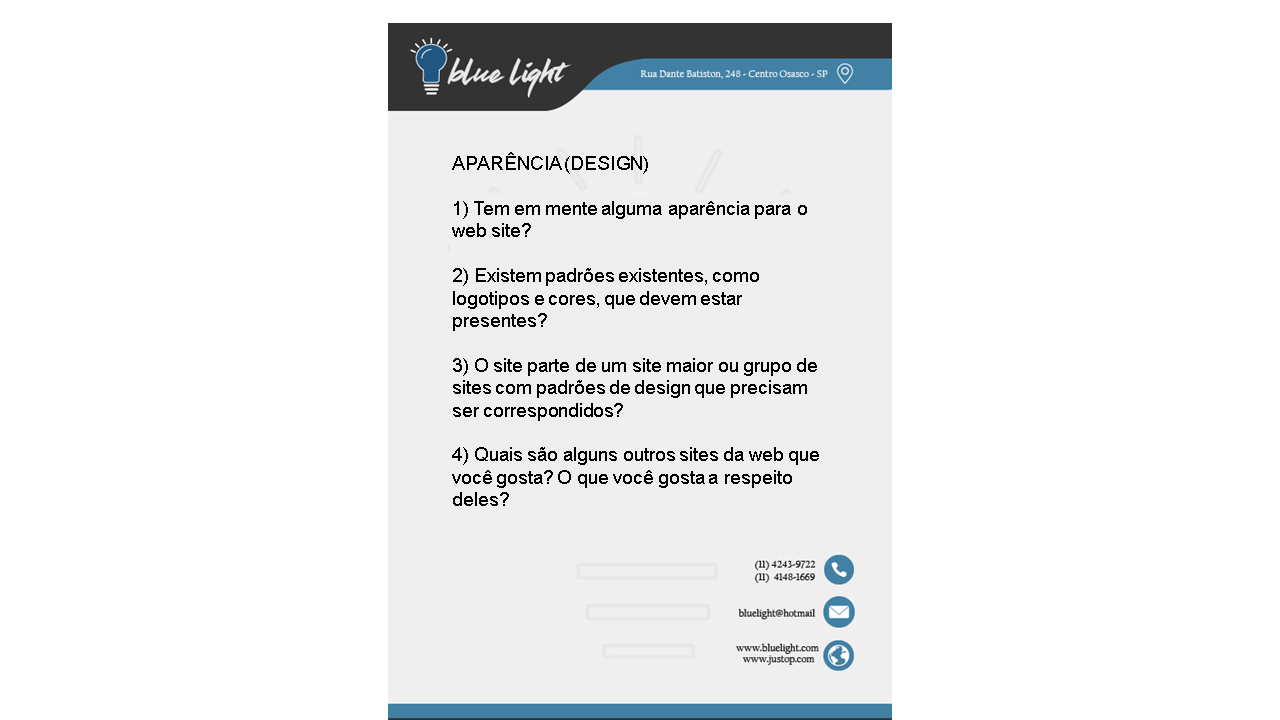 blue light
Rua Dante Batiston, 248 - Centro Osasco - SP
APARÊNCIA (DESIGN)
1) Tem em mente alguma aparência para o
web site?
2) Existem padrões existentes, como
logotipos e cores, que devem estar
presentes?
3) O site parte de um site maior ou grupo de
sites com padrões de design que precisam
ser correspondidos?
4) Quais são alguns outros sites da web que
você gosta? O que você gosta a respeito
deles?
(11) 4243-9722
(11) 4148-1669
bluelight@hotmail
www.bluelight.com
www.justop.com